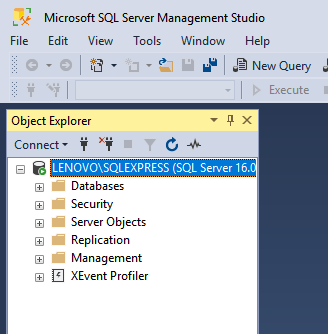 Microsoft SQL Server Management Studio
File Edit View Tools Window Help
New Query
Execute
Object Explorer
Connect
LENOVO\SQLEXPRESS (SQL Server 16.0
Databases
Security
Server Objects
Replication
Management
XEvent Profiler